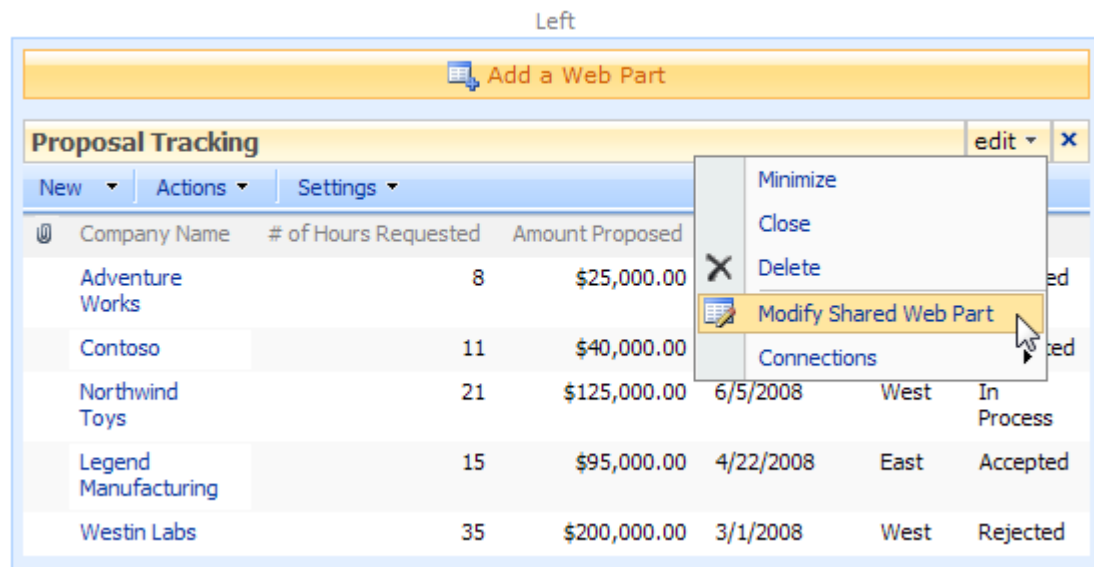 Left
Add a Web Part
Proposal Tracking edit
New Actions Settings
Minimize
Close
Delete
Modify Shared Web Part
Connections
Company Name # of Hours Requested Amount Proposed
Adventure Works 8 $25,000.00
Contoso 11 $40,000.00
Northwind Toys 21 $125,000.00 6/5/2008 West In Process
Legend Manufacturing 15 $95,000.00 4/22/2008 East Accepted
Westin Labs 35 $200,000.00 3/1/2008 West Rejected